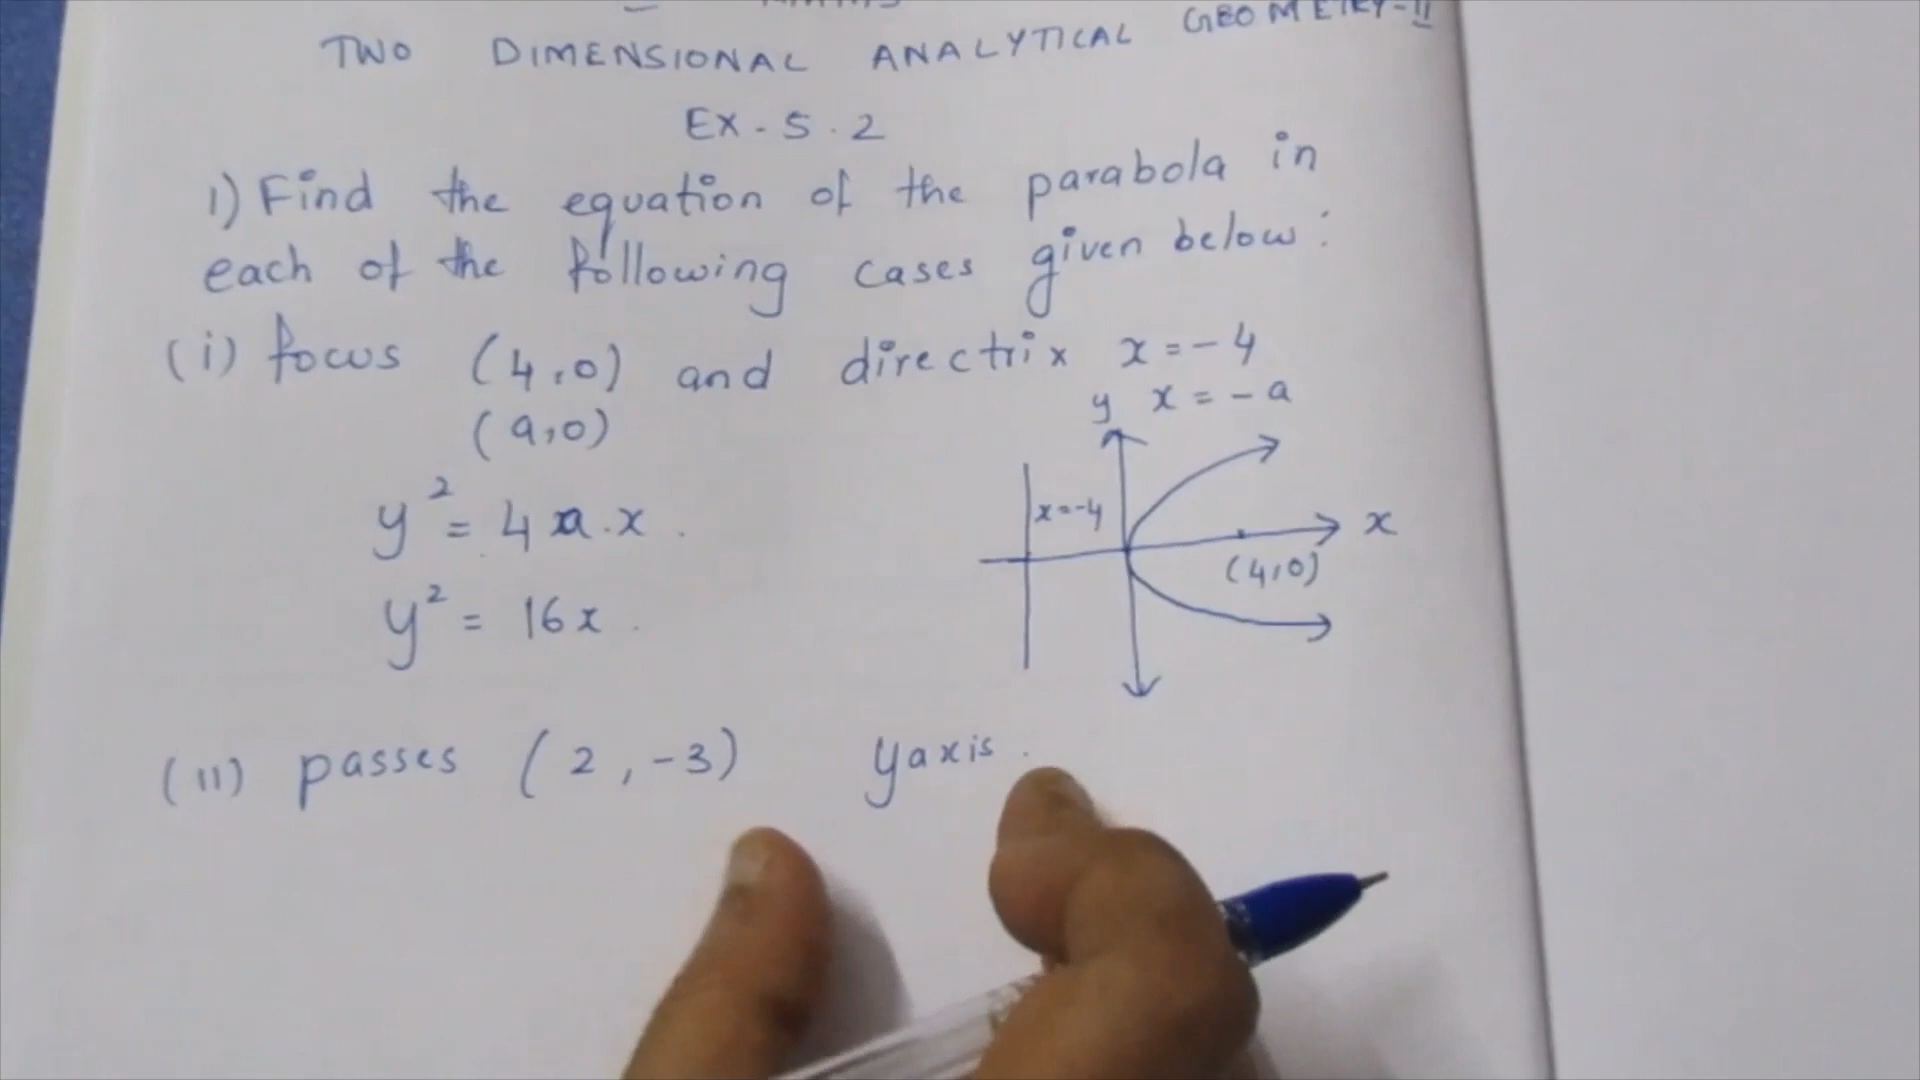 TWO DIMENSIONAL ANALYTICAL GEOMETRY-II
EX-5.2
1) Find the equation of the parabola in
each of the following cases given below:
(i) focus (4,0) and directrix x=-4
(a,0)
x=-a
y² = 4a.x.
y² = 16x.
y
x=-4
x
(4,0)
(ii) passes (2,-3) y axis.